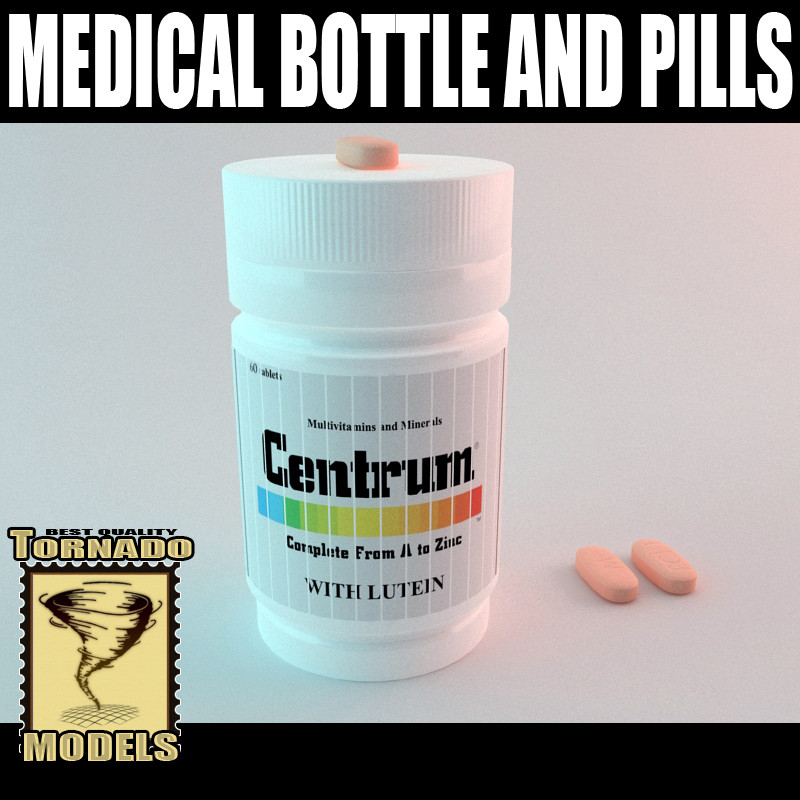 MEDICAL BOTTLE AND PILLS
60 Tablets
Multivitamins and Minerals
Centrum®
™
Complete From A to Zinc
WITH LUTEIN
BEST QUALITY
TORNADO
MODELS